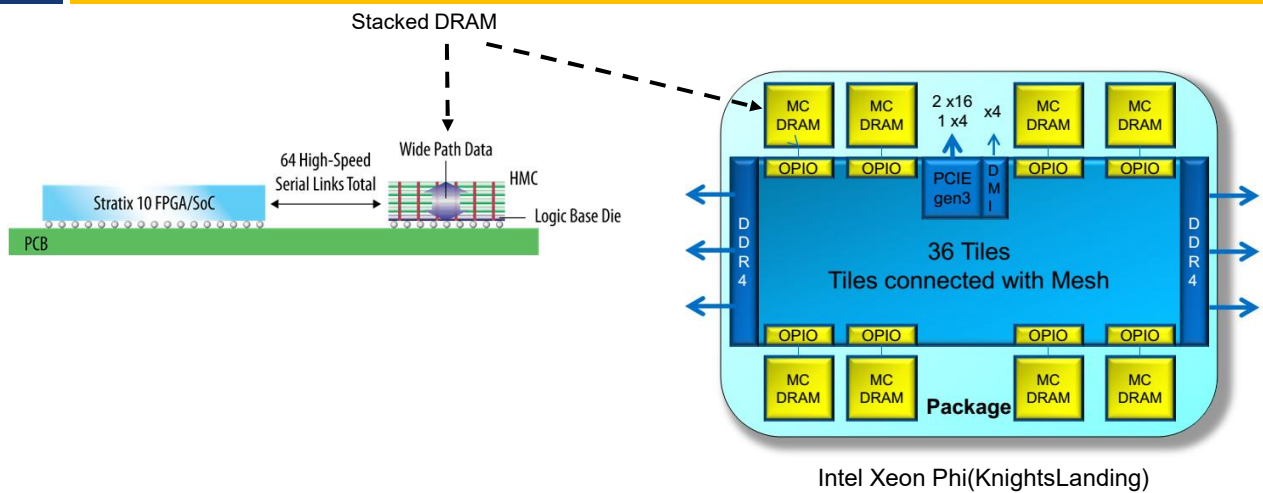 Stacked DRAM
64 High-Speed
Serial Links Total
Wide Path Data
HMC
Logic Base Die
Stratix 10 FPGA/SoC
PCB
MC
DRAM
MC
DRAM
2 x16
1 x4
x4
MC
DRAM
MC
DRAM
OPIO
OPIO
PCIE
gen3
D
M
I
OPIO
OPIO
D
D
R
4
36 Tiles
Tiles connected with Mesh
D
D
R
4
OPIO
OPIO
OPIO
OPIO
MC
DRAM
MC
DRAM
Package
MC
DRAM
MC
DRAM
Intel Xeon Phi(KnightsLanding)